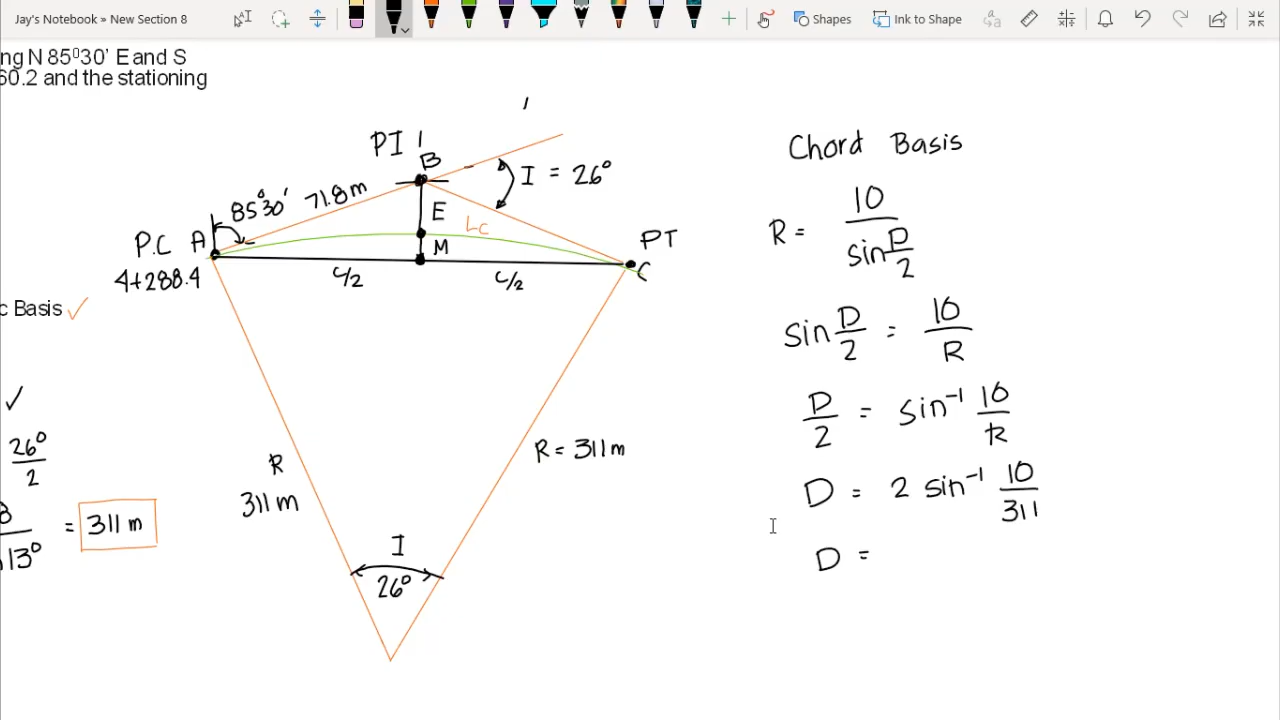 Jay's Notebook » New Section 8
Shapes
Ink to Shape
ng N 85⁰30' E and S
60.2 and the stationing
PI 1
B
85°30' 71.8 m
I = 26°
P.C A
4+288.4
E
Lc
M
PT
C
C/2
C/2
c Basis ✓
✓
26°
2
8
13°
= 311 m
R
311 m
R = 311 m
I
26°
Chord Basis
R = 10 / sin D/2
sin D/2 = 10 / R
D/2 = sin⁻¹ 10/R
D = 2 sin⁻¹ 10/311
D =